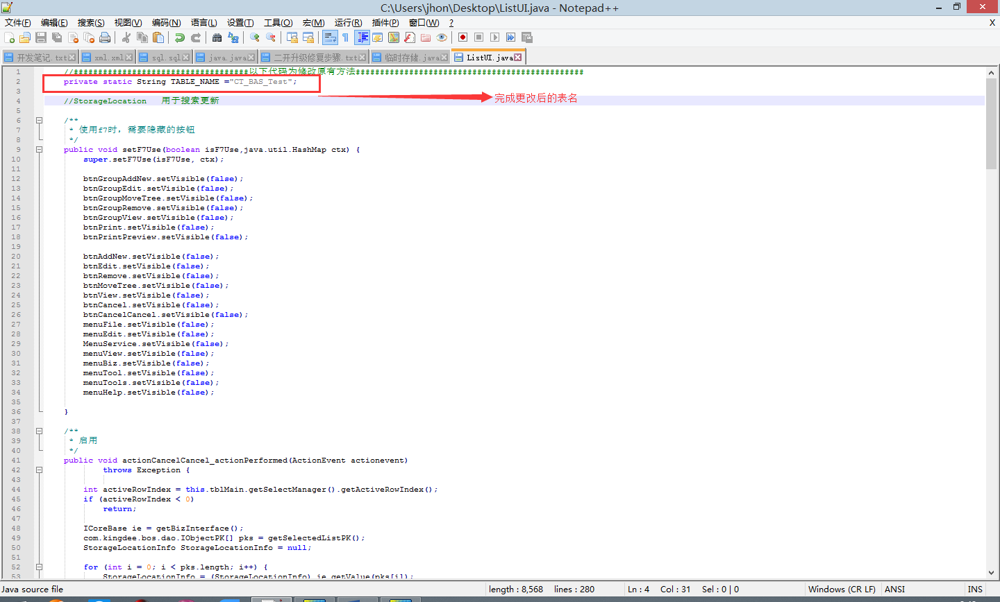 C:\Users\jhon\Desktop\ListUI.java - Notepad++
文件(F) 编辑(E) 搜索(S) 视图(V) 编码(N) 语言(L) 设置(T) 工具(O) 宏(M) 运行(R) 插件(P) 窗口(W) ? X
开发笔记.txt xml.xml sql.sql java.java 二开升级修复步骤.txt 临时存储.java ListUI.java
1 //####################################以下代码为修改原有方法###############################################
2 private static String TABLE_NAME ="CT_BAS_Test";
3
完成更改后的表名
4 //StorageLocation 用于搜索更新
5
6 /**
7 * 使用f7时, 需要隐藏的按钮
8 */
9 public void setF7Use(boolean isF7Use,java.util.HashMap ctx) {
10 super.setF7Use(isF7Use, ctx);
11
12 btnGroupAddNew.setVisible(false);
13 btnGroupEdit.setVisible(false);
14 btnGroupMoveTree.setVisible(false);
15 btnGroupRemove.setVisible(false);
16 btnGroupView.setVisible(false);
17 btnPrint.setVisible(false);
18 btnPrintPreview.setVisible(false);
19
20 btnAddNew.setVisible(false);
21 btnEdit.setVisible(false);
22 btnRemove.setVisible(false);
23 btnMoveTree.setVisible(false);
24 btnView.setVisible(false);
25 btnCancel.setVisible(false);
26 btnCancelCancel.setVisible(false);
27 menuFile.setVisible(false);
28 menuEdit.setVisible(false);
29 MenuService.setVisible(false);
30 menuView.setVisible(false);
31 menuBiz.setVisible(false);
32 menuTool.setVisible(false);
33 menuTools.setVisible(false);
34 menuHelp.setVisible(false);
35
36 }
37
38 /**
39 * 启用
40 */
41 public void actionCancelCancel_actionPerformed(ActionEvent actionevent)
42 throws Exception {
43
44 int activeRowIndex = this.tblMain.getSelectManager().getActiveRowIndex();
45 if (activeRowIndex < 0)
46 return;
47
48 ICoreBase ie = getBizInterface();
49 com.kingdee.bos.dao.IObjectPK[] pks = getSelectedListPK();
50 StorageLocationInfo StorageLocationInfo = null;
51
52 for (int i = 0; i < pks.length; i++) {
53 StorageLocationInfo = (StorageLocationInfo) ie.getValue(pks[i]);
Java source file length : 8,568 lines : 280 Ln : 4 Col : 31 Sel : 0 | 0 Windows (CR LF) ANSI INS